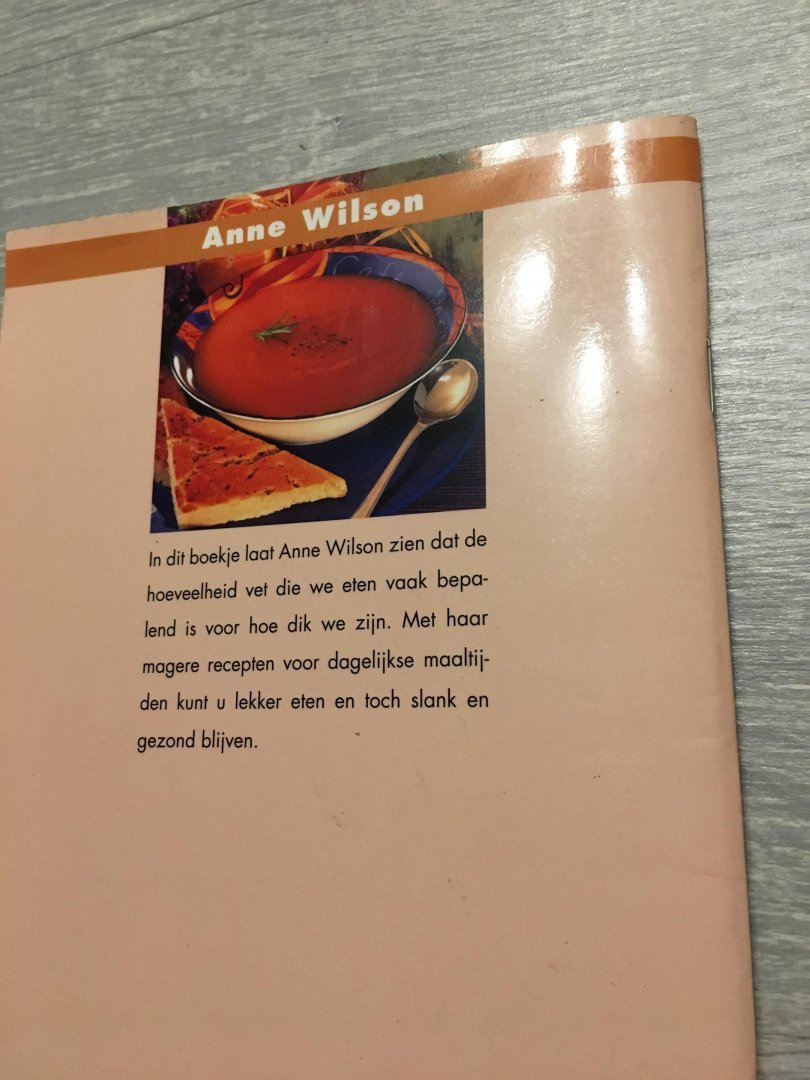 Anne Wilson
In dit boekje laat Anne Wilson zien dat de
hoeveelheid vet die we eten vaak bepa-
lend is voor hoe dik we zijn. Met haar
magere recepten voor dagelijkse maaltij-
den kunt u lekker eten en toch slank en
gezond blijven.